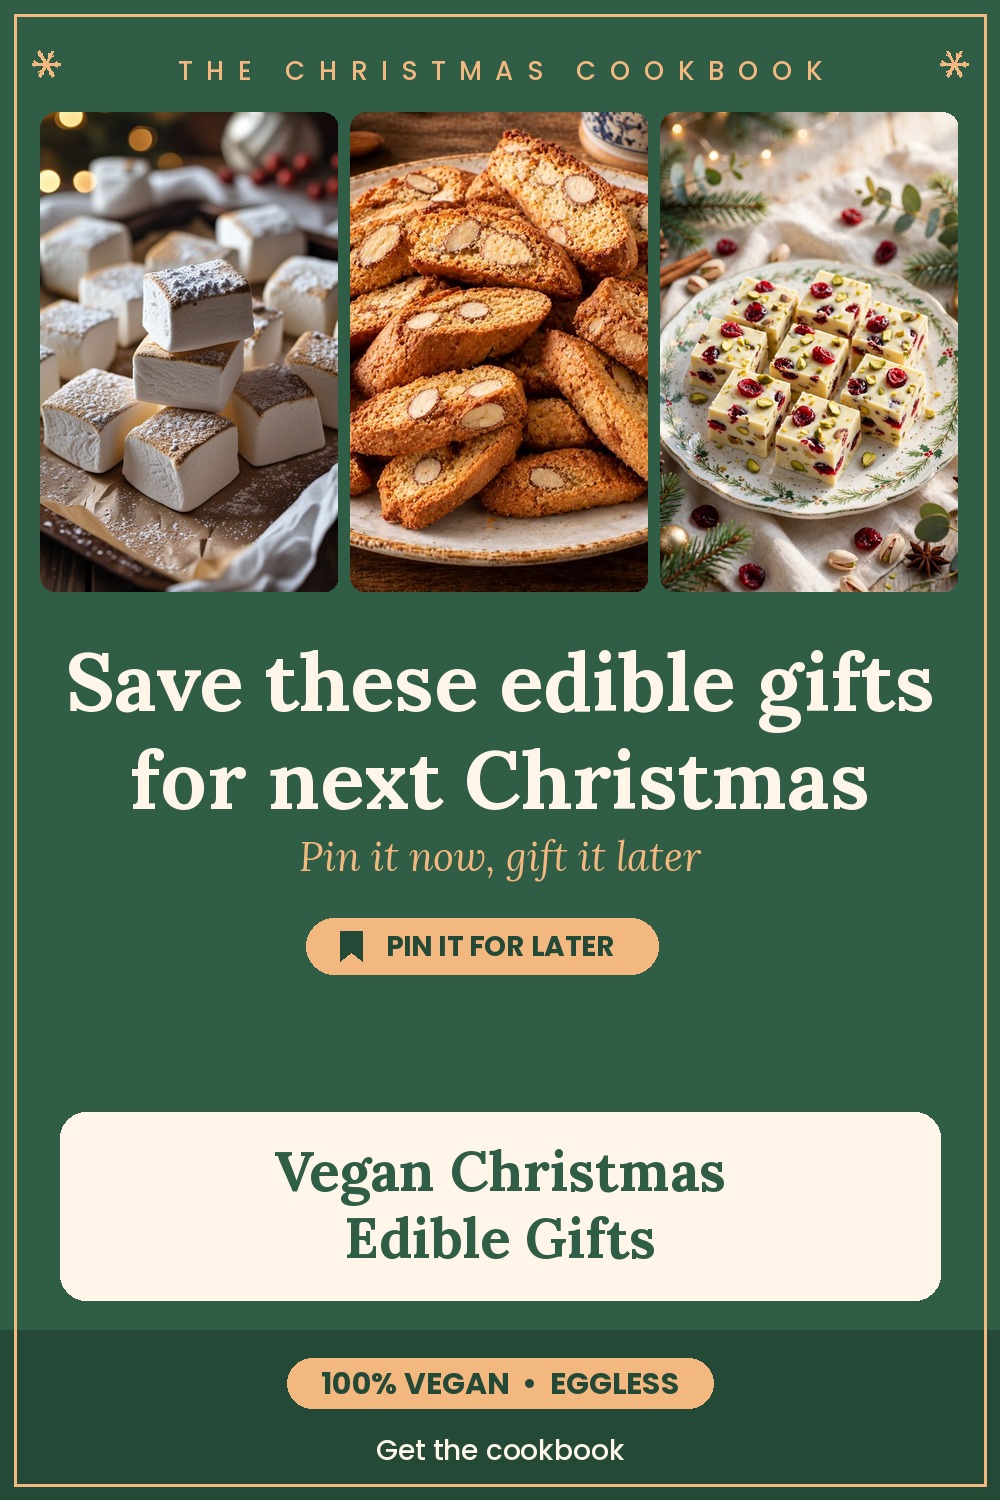 THE CHRISTMAS COOKBOOK
Save these edible gifts
for next Christmas
Pin it now, gift it later
PIN IT FOR LATER
Vegan Christmas
Edible Gifts
100% VEGAN • EGGLESS
Get the cookbook